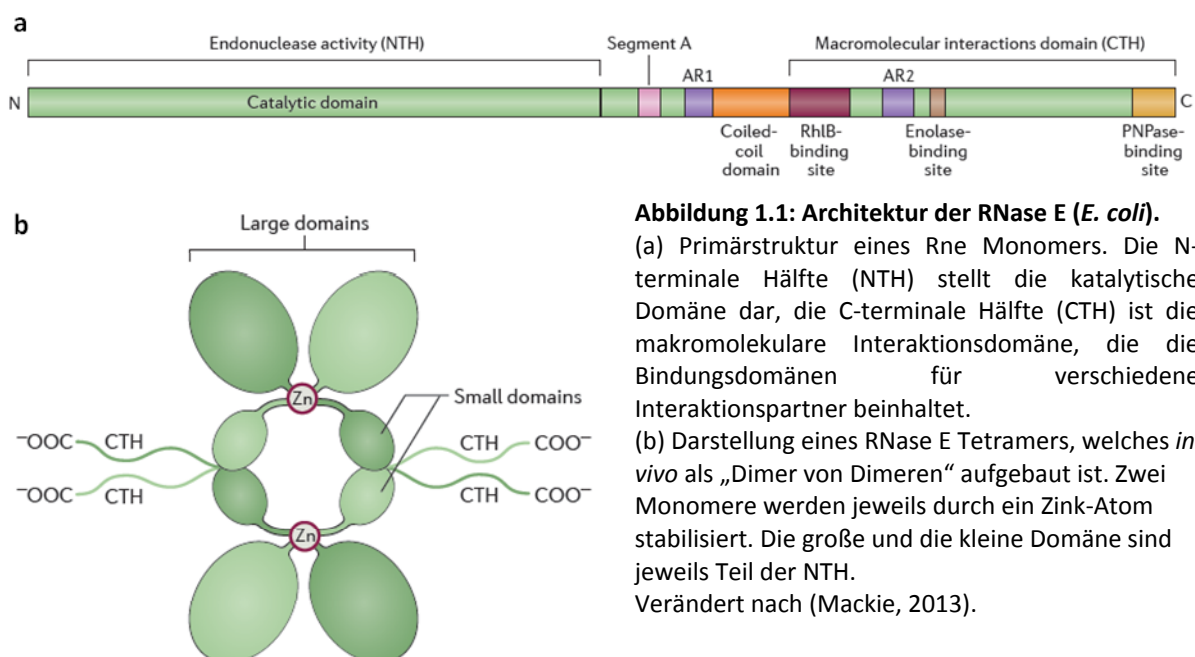 a
Endonuclease activity (NTH)
Segment A
Macromolecular interactions domain (CTH)
AR1
AR2
N
Catalytic domain
C
Coiled-
coil
domain
RhlB-
binding
site
Enolase-
binding
site
PNPase-
binding
site
b
Large domains
Zn
Small domains
⁻OOC
CTH
CTH
COO⁻
⁻OOC
CTH
CTH
COO⁻
Zn
Abbildung 1.1: Architektur der RNase E (E. coli).
(a) Primärstruktur eines Rne Monomers. Die N-
terminale Hälfte (NTH) stellt die katalytische
Domäne dar, die C-terminale Hälfte (CTH) ist die
makromolekulare Interaktionsdomäne, die die
Bindungsdomänen für verschiedene
Interaktionspartner beinhaltet.
(b) Darstellung eines RNase E Tetramers, welches in
vivo als „Dimer von Dimeren“ aufgebaut ist. Zwei
Monomere werden jeweils durch ein Zink-Atom
stabilisiert. Die große und die kleine Domäne sind
jeweils Teil der NTH.
Verändert nach (Mackie, 2013).